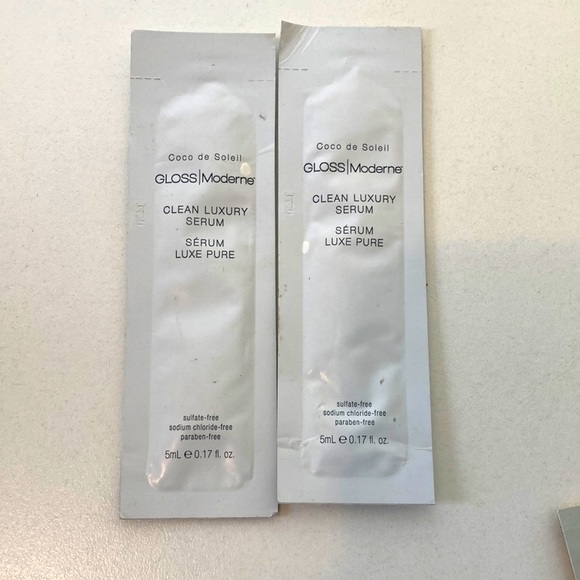 Coco de Soleil
GLOSS|Moderne™
CLEAN LUXURY
SERUM
SÉRUM
LUXE PURE
sulfate-free
sodium chloride-free
paraben-free
5mL ℮ 0.17 fl. oz.
Coco de Soleil
GLOSS|Moderne™
CLEAN LUXURY
SERUM
SÉRUM
LUXE PURE
sulfate-free
sodium chloride-free
paraben-free
5mL ℮ 0.17 fl. oz.